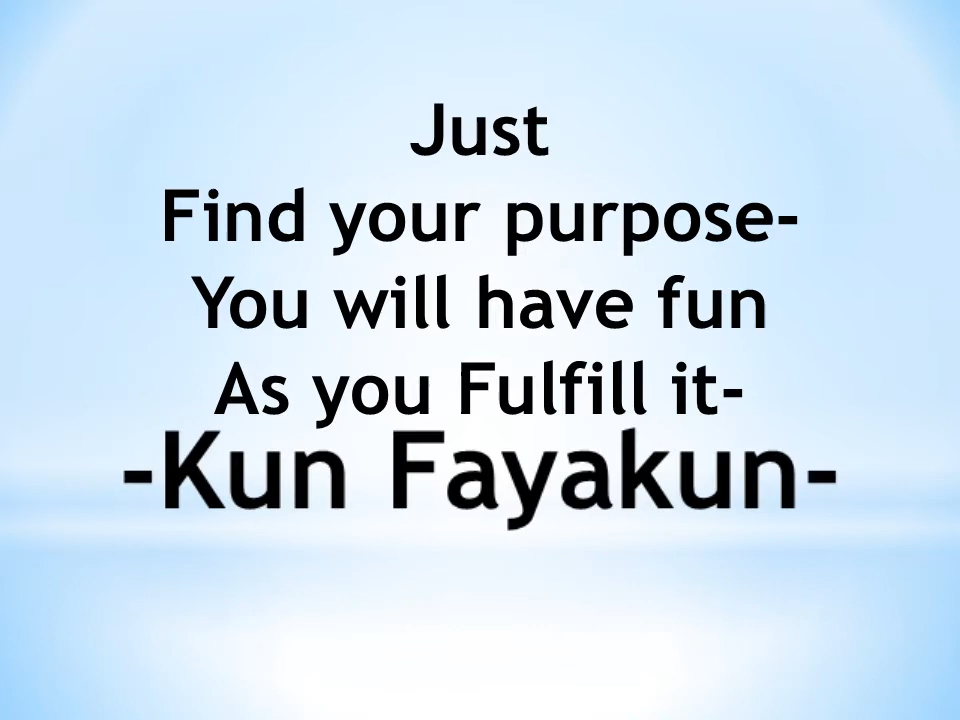 Just
Find your purpose-
You will have fun
As you Fulfill it-
-Kun Fayakun-